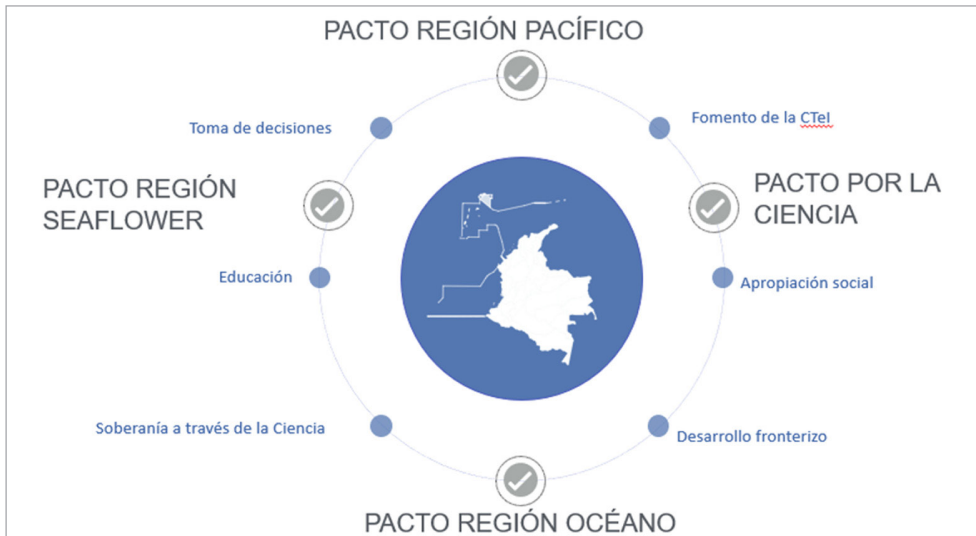 PACTO REGIÓN PACÍFICO
Toma de decisiones
Fomento de la CTeI
PACTO REGIÓN
SEAFLOWER
PACTO POR LA
CIENCIA
Educación
Apropiación social
Soberanía a través de la Ciencia
Desarrollo fronterizo
PACTO REGIÓN OCÉANO